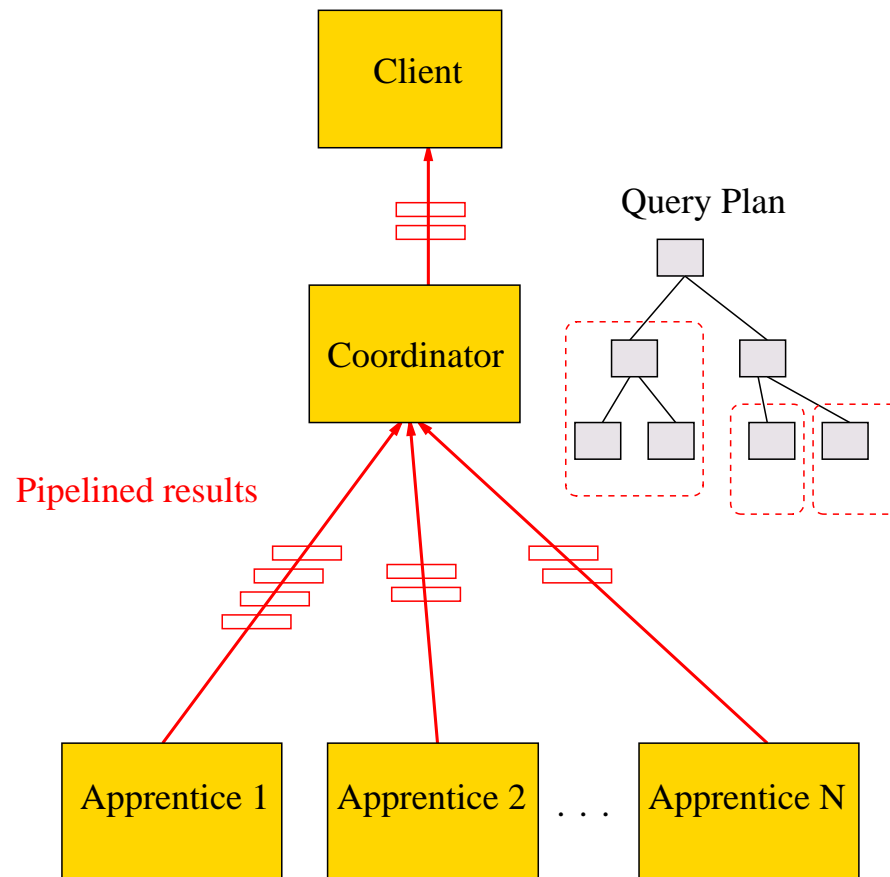 Client
Query Plan
Coordinator
Pipelined results
Apprentice 1
Apprentice 2
. . .
Apprentice N